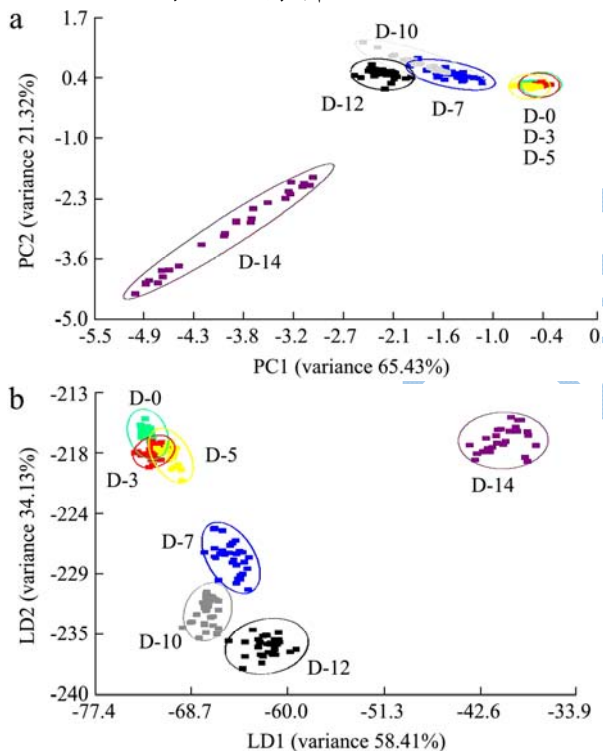 a
1.7
0.4
-1.0
-2.3
-3.6
-5.0
PC2 (variance 21.32%)
D-10
D-12
D-7
D-0
D-3
D-5
D-14
-5.5 -4.9 -4.3 -3.8 -3.2 -2.7 -2.1 -1.6 -1.0 -0.4
PC1 (variance 65.43%)
b
-213
-218
-224
-229
-235
-240
LD2 (variance 34.13%)
D-0
D-3
D-5
D-7
D-10
D-12
D-14
-77.4 -68.7 -60.0 -51.3 -42.6 -33.9
LD1 (variance 58.41%)